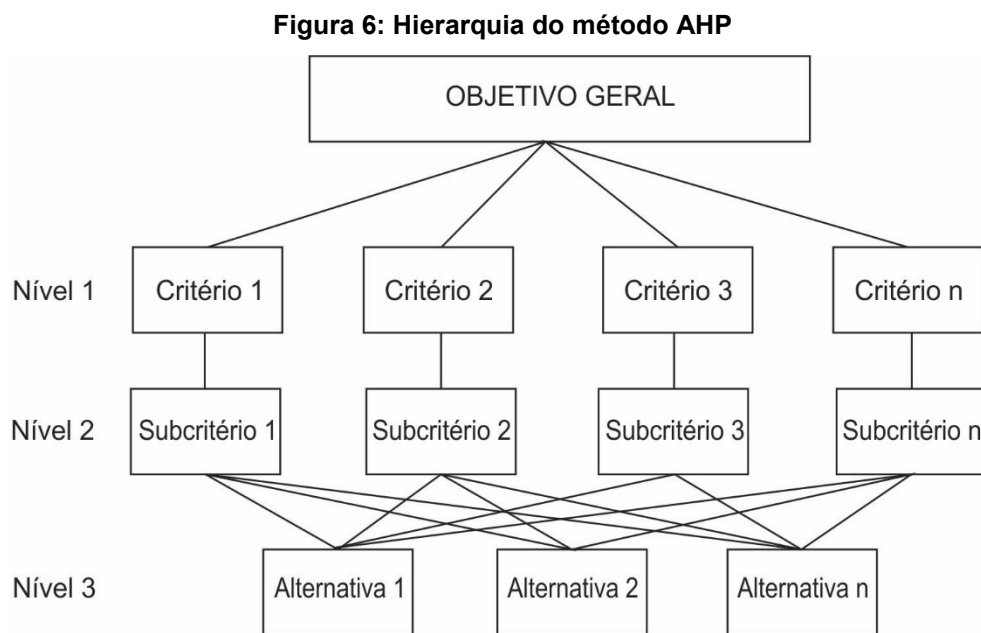 Figura 6: Hierarquia do método AHP
OBJETIVO GERAL
Nível 1 Critério 1 Critério 2 Critério 3 Critério n
Nível 2 Subcritério 1 Subcritério 2 Subcritério 3 Subcritério n
Nível 3 Alternativa 1 Alternativa 2 Alternativa n